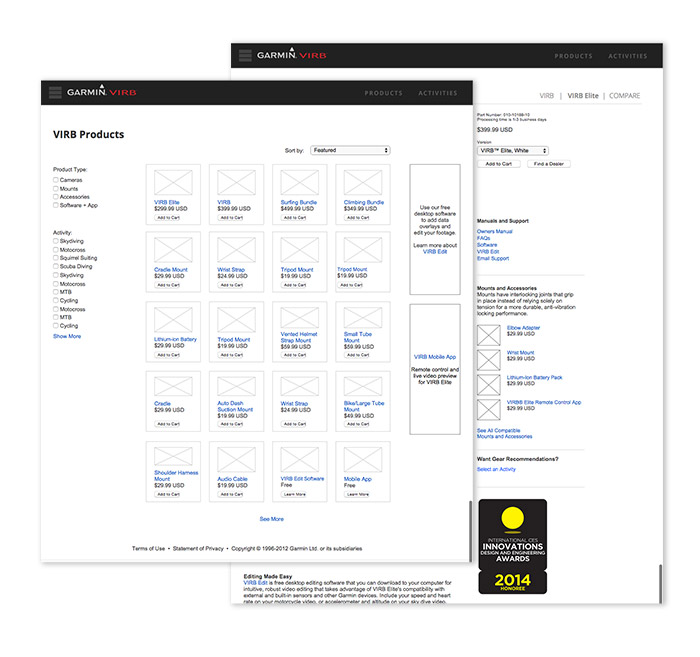 GARMIN VIRB
PRODUCTS ACTIVITIES
VIRB | VIRB Elite | COMPARE
Part Number: 010-10198-10
Processing time is 1-3 business days
$399.99 USD
Version
VIRB™ Elite, White
Add to Cart Find a Dealer
Manuals and Support
Owners Manual
FAQs
Software
VIRB Edit
Email Support
Mounts and Accessories
Mounts have interlocking joints that grip
in place instead of relying solely on
tension for a more durable, anti-vibration
locking performance.
Elbow Adapter
$29.99 USD
Wrist Mount
$29.99 USD
Lithium-Ion Battery Pack
$29.99 USD
VIRB® Elite Remote Control App
$29.99 USD
See All Compatible
Mounts and Accessories
Want Gear Recommendations?
Select an Activity
INTERNATIONAL CES
INNOVATIONS
DESIGN AND ENGINEERING
AWARDS
2014
HONOREE
Editing Made Easy
VIRB Edit is free desktop editing software that you can download to your computer for
intuitive, robust video editing that takes advantage of VIRB Elite's compatibility with
external and built-in sensors and other Garmin devices. Include your speed and heart
rate on your motorcycle video, or accelerometer and altitude on your sky dive video.
GARMIN VIRB
PRODUCTS ACTIVITIES
VIRB Products
Sort by: Featured
Product Type:
Cameras
Mounts
Accessories
Software + App
Activity:
Skydiving
Motocross
Squirrel Suiting
Scuba Diving
Skydiving
Motocross
MTB
Cycling
Motocross
MTB
Cycling
Show More
VIRB Elite
$299.99 USD
Add to Cart
VIRB
$399.99 USD
Add to Cart
Surfing Bundle
$499.99 USD
Add to Cart
Climbing Bundle
$349.99 USD
Add to Cart
Cradle Mount
$29.99 USD
Add to Cart
Wrist Strap
$24.99 USD
Add to Cart
Tripod Mount
$19.99 USD
Add to Cart
Tripod Mount
$19.99 USD
Add to Cart
Lithium-ion Battery
$29.99 USD
Add to Cart
Tripod Mount
$19.99 USD
Add to Cart
Vented Helmet
Strap Mount
$59.99 USD
Add to Cart
Small Tube
Mount
$59.99 USD
Add to Cart
Cradle
$29.99 USD
Add to Cart
Auto Dash
Suction Mount
$19.99 USD
Add to Cart
Wrist Strap
$24.99 USD
Add to Cart
Bike/Large Tube
Mount
$49.99 USD
Add to Cart
Shoulder Harness
Mount
$29.99 USD
Add to Cart
Audio Cable
$19.99 USD
Add to Cart
VIRB Edit Software
Free
Learn More
Mobile App
Free
Learn More
Use our free
desktop software
to add data
overlays and
edit your footage.
Learn more about
VIRB Edit
VIRB Mobile App
Remote control and
live video preview
for VIRB Elite
See More
Terms of Use • Statement of Privacy • Copyright © 1996-2012 Garmin Ltd. or its subsidiaries